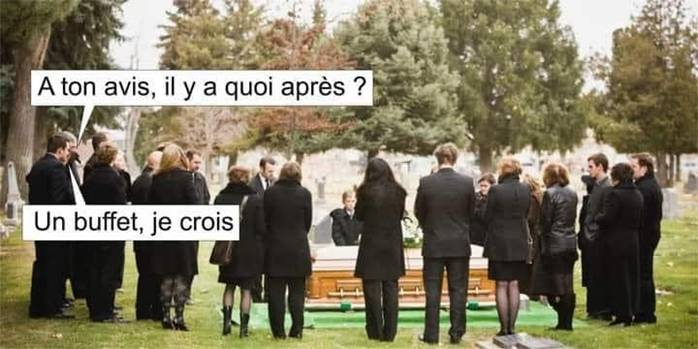 A ton avis, il y a quoi après ?
Un buffet, je crois